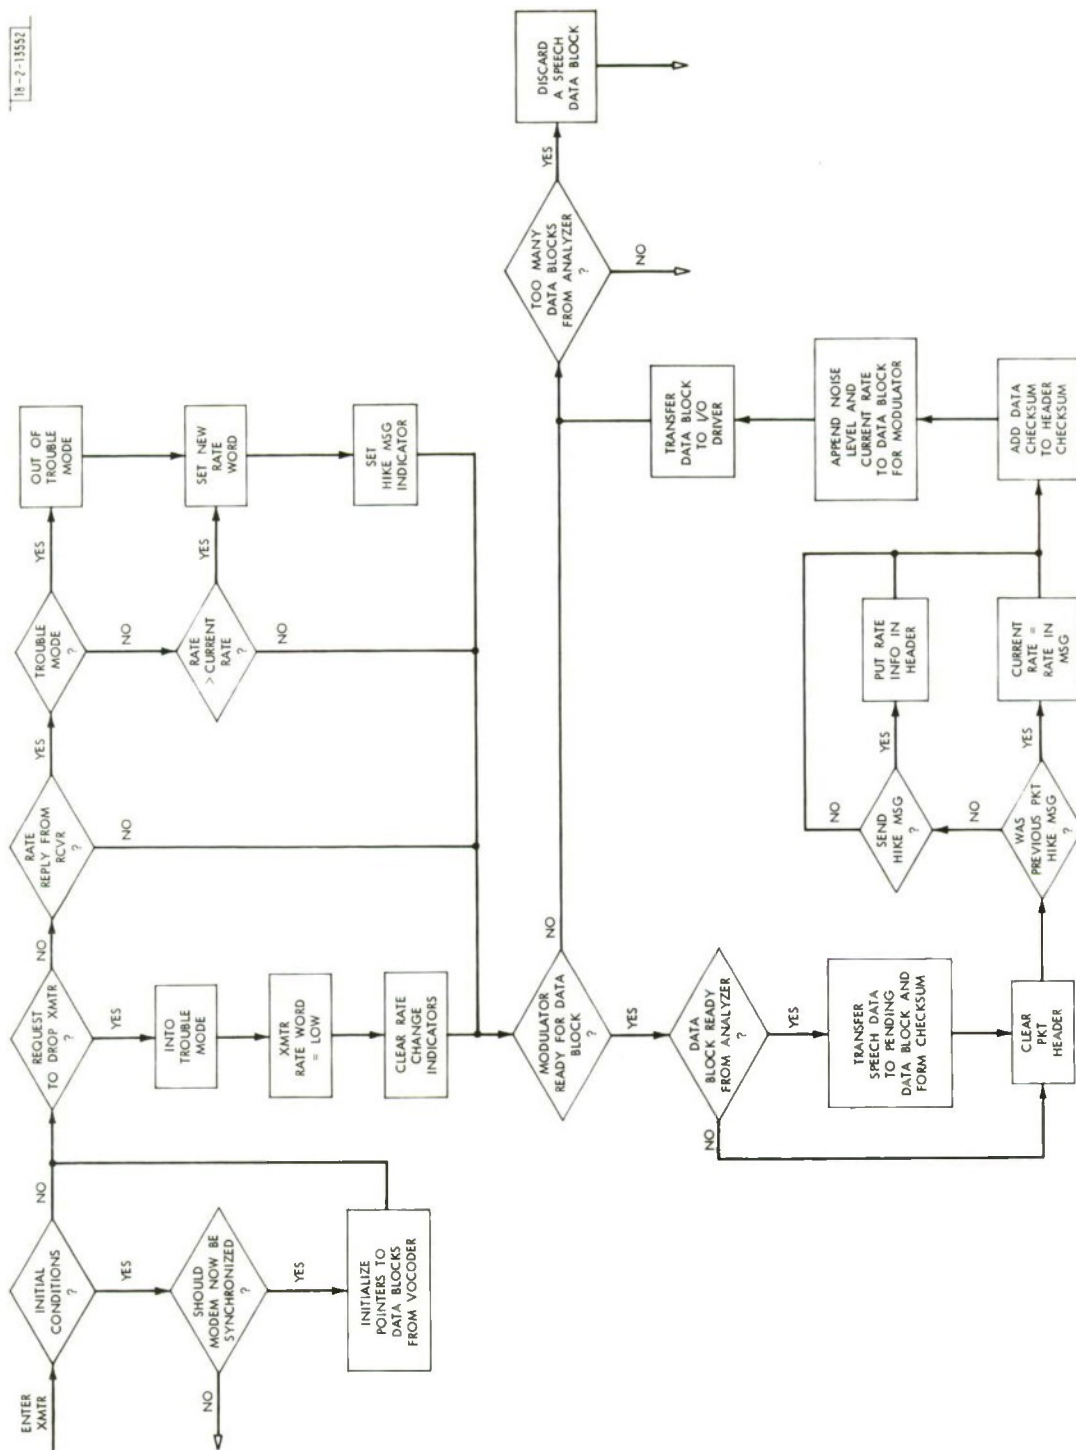 18-2-13552
ENTER
XMTR
INITIAL
CONDITIONS
?
NO
YES
SHOULD
MODEM NOW BE
SYNCHRONIZED
?
NO
YES
INITIALIZE
POINTERS TO
DATA BLOCKS
FROM VOCODER
REQUEST
TO DROP XMTR
?
NO
YES
INTO
TROUBLE
MODE
XMTR
RATE WORD
= LOW
CLEAR RATE
CHANGE
INDICATORS
RATE
REPLY FROM
RCVR
?
YES
NO
TROUBLE
MODE
?
YES
NO
OUT OF
TROUBLE
MODE
RATE
> CURRENT
RATE
?
YES
NO
SET NEW
RATE
WORD
SET
HIKE MSG
INDICATOR
MODULATOR
READY FOR DATA
BLOCK
?
NO
YES
DATA
BLOCK READY
FROM ANALYZER
?
NO
YES
TRANSFER
SPEECH DATA
TO PENDING
DATA BLOCK AND
FORM CHECKSUM
CLEAR
PKT
HEADER
WAS
PREVIOUS PKT
HIKE MSG
?
NO
YES
SEND
HIKE MSG
?
NO
YES
PUT RATE
INFO IN
HEADER
CURRENT
RATE =
RATE IN
MSG
ADD DATA
CHECKSUM
TO HEADER
CHECKSUM
APPEND NOISE
LEVEL AND
CURRENT RATE
TO DATA BLOCK
FOR MODULATOR
TRANSFER
DATA BLOCK
TO I/O
DRIVER
TOO MANY
DATA BLOCKS
FROM ANALYZER
?
YES
NO
DISCARD
A SPEECH
DATA BLOCK